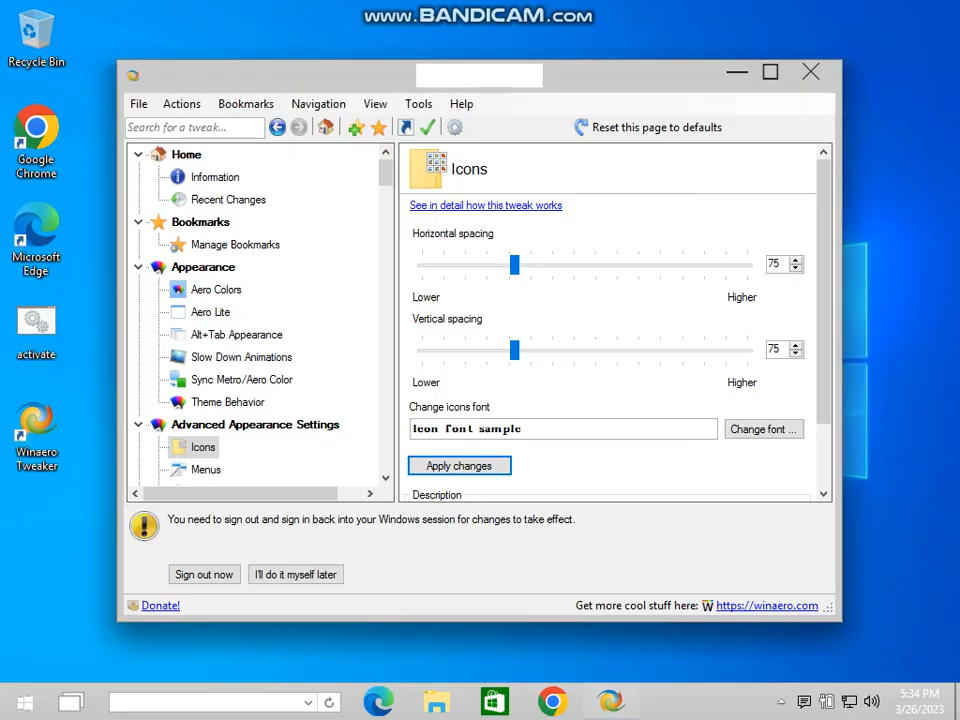 www.BANDICAM.com
Recycle Bin
Google
Chrome
Microsoft
Edge
activate
Winaero
Tweaker
File Actions Bookmarks Navigation View Tools Help
Search for a tweak...
Reset this page to defaults
Home
Information
Recent Changes
Bookmarks
Manage Bookmarks
Appearance
Aero Colors
Aero Lite
Alt+Tab Appearance
Slow Down Animations
Sync Metro/Aero Color
Theme Behavior
Advanced Appearance Settings
Icons
Menus
Icons
See in detail how this tweak works
Horizontal spacing
75
Lower Higher
Vertical spacing
75
Lower Higher
Change icons font
Icon font sample
Change font ...
Apply changes
Description
You need to sign out and sign in back into your Windows session for changes to take effect.
Sign out now I'll do it myself later
Donate!
Get more cool stuff here: W https://winaero.com
5:34 PM
3/26/2023